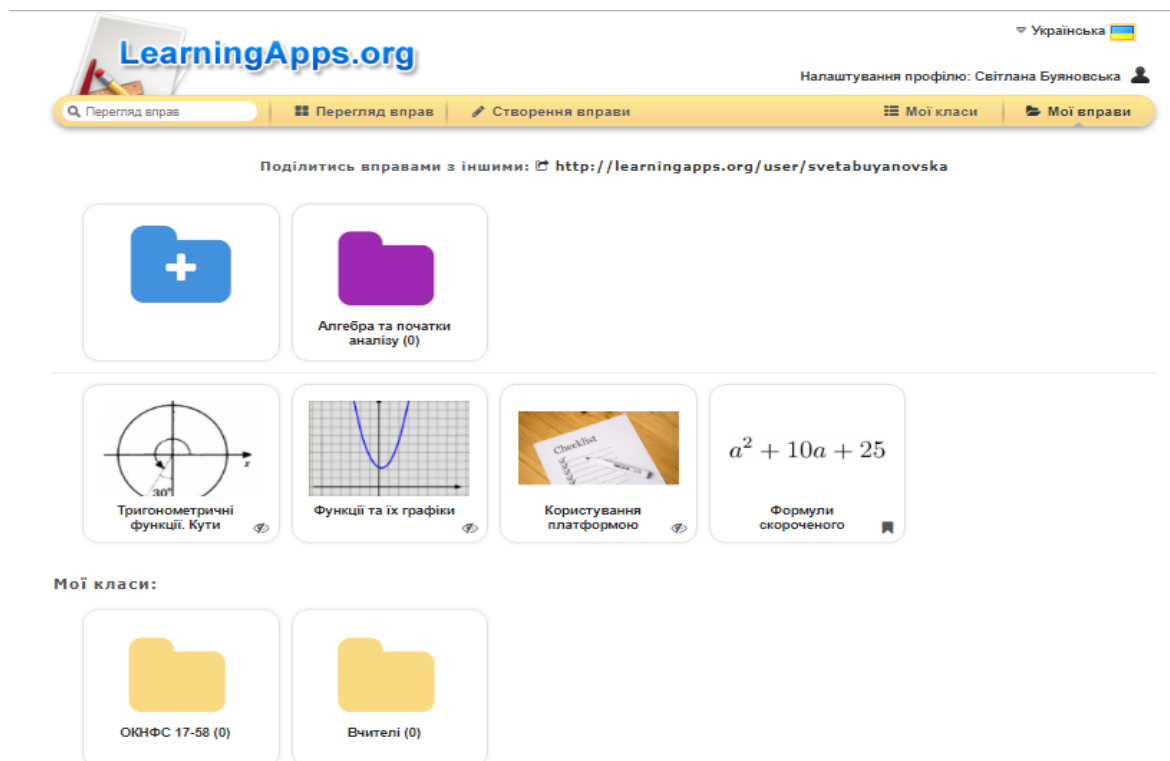 LearningApps.org
Українська
Налаштування профілю: Світлана Буяновська
Перегляд вправ
Перегляд вправ
Створення вправи
Мої класи
Мої вправи
Поділитись вправами з іншими: http://learningapps.org/user/svetabuyanovska
Алгебра та початки
аналізу (0)
x
30°
Тригонометричні
функції. Кути
Функції та їх графіки
Checklist
Користування
платформою
a² + 10a + 25
Формули
скороченого
Мої класи:
ОКНФС 17-58 (0)
Вчителі (0)